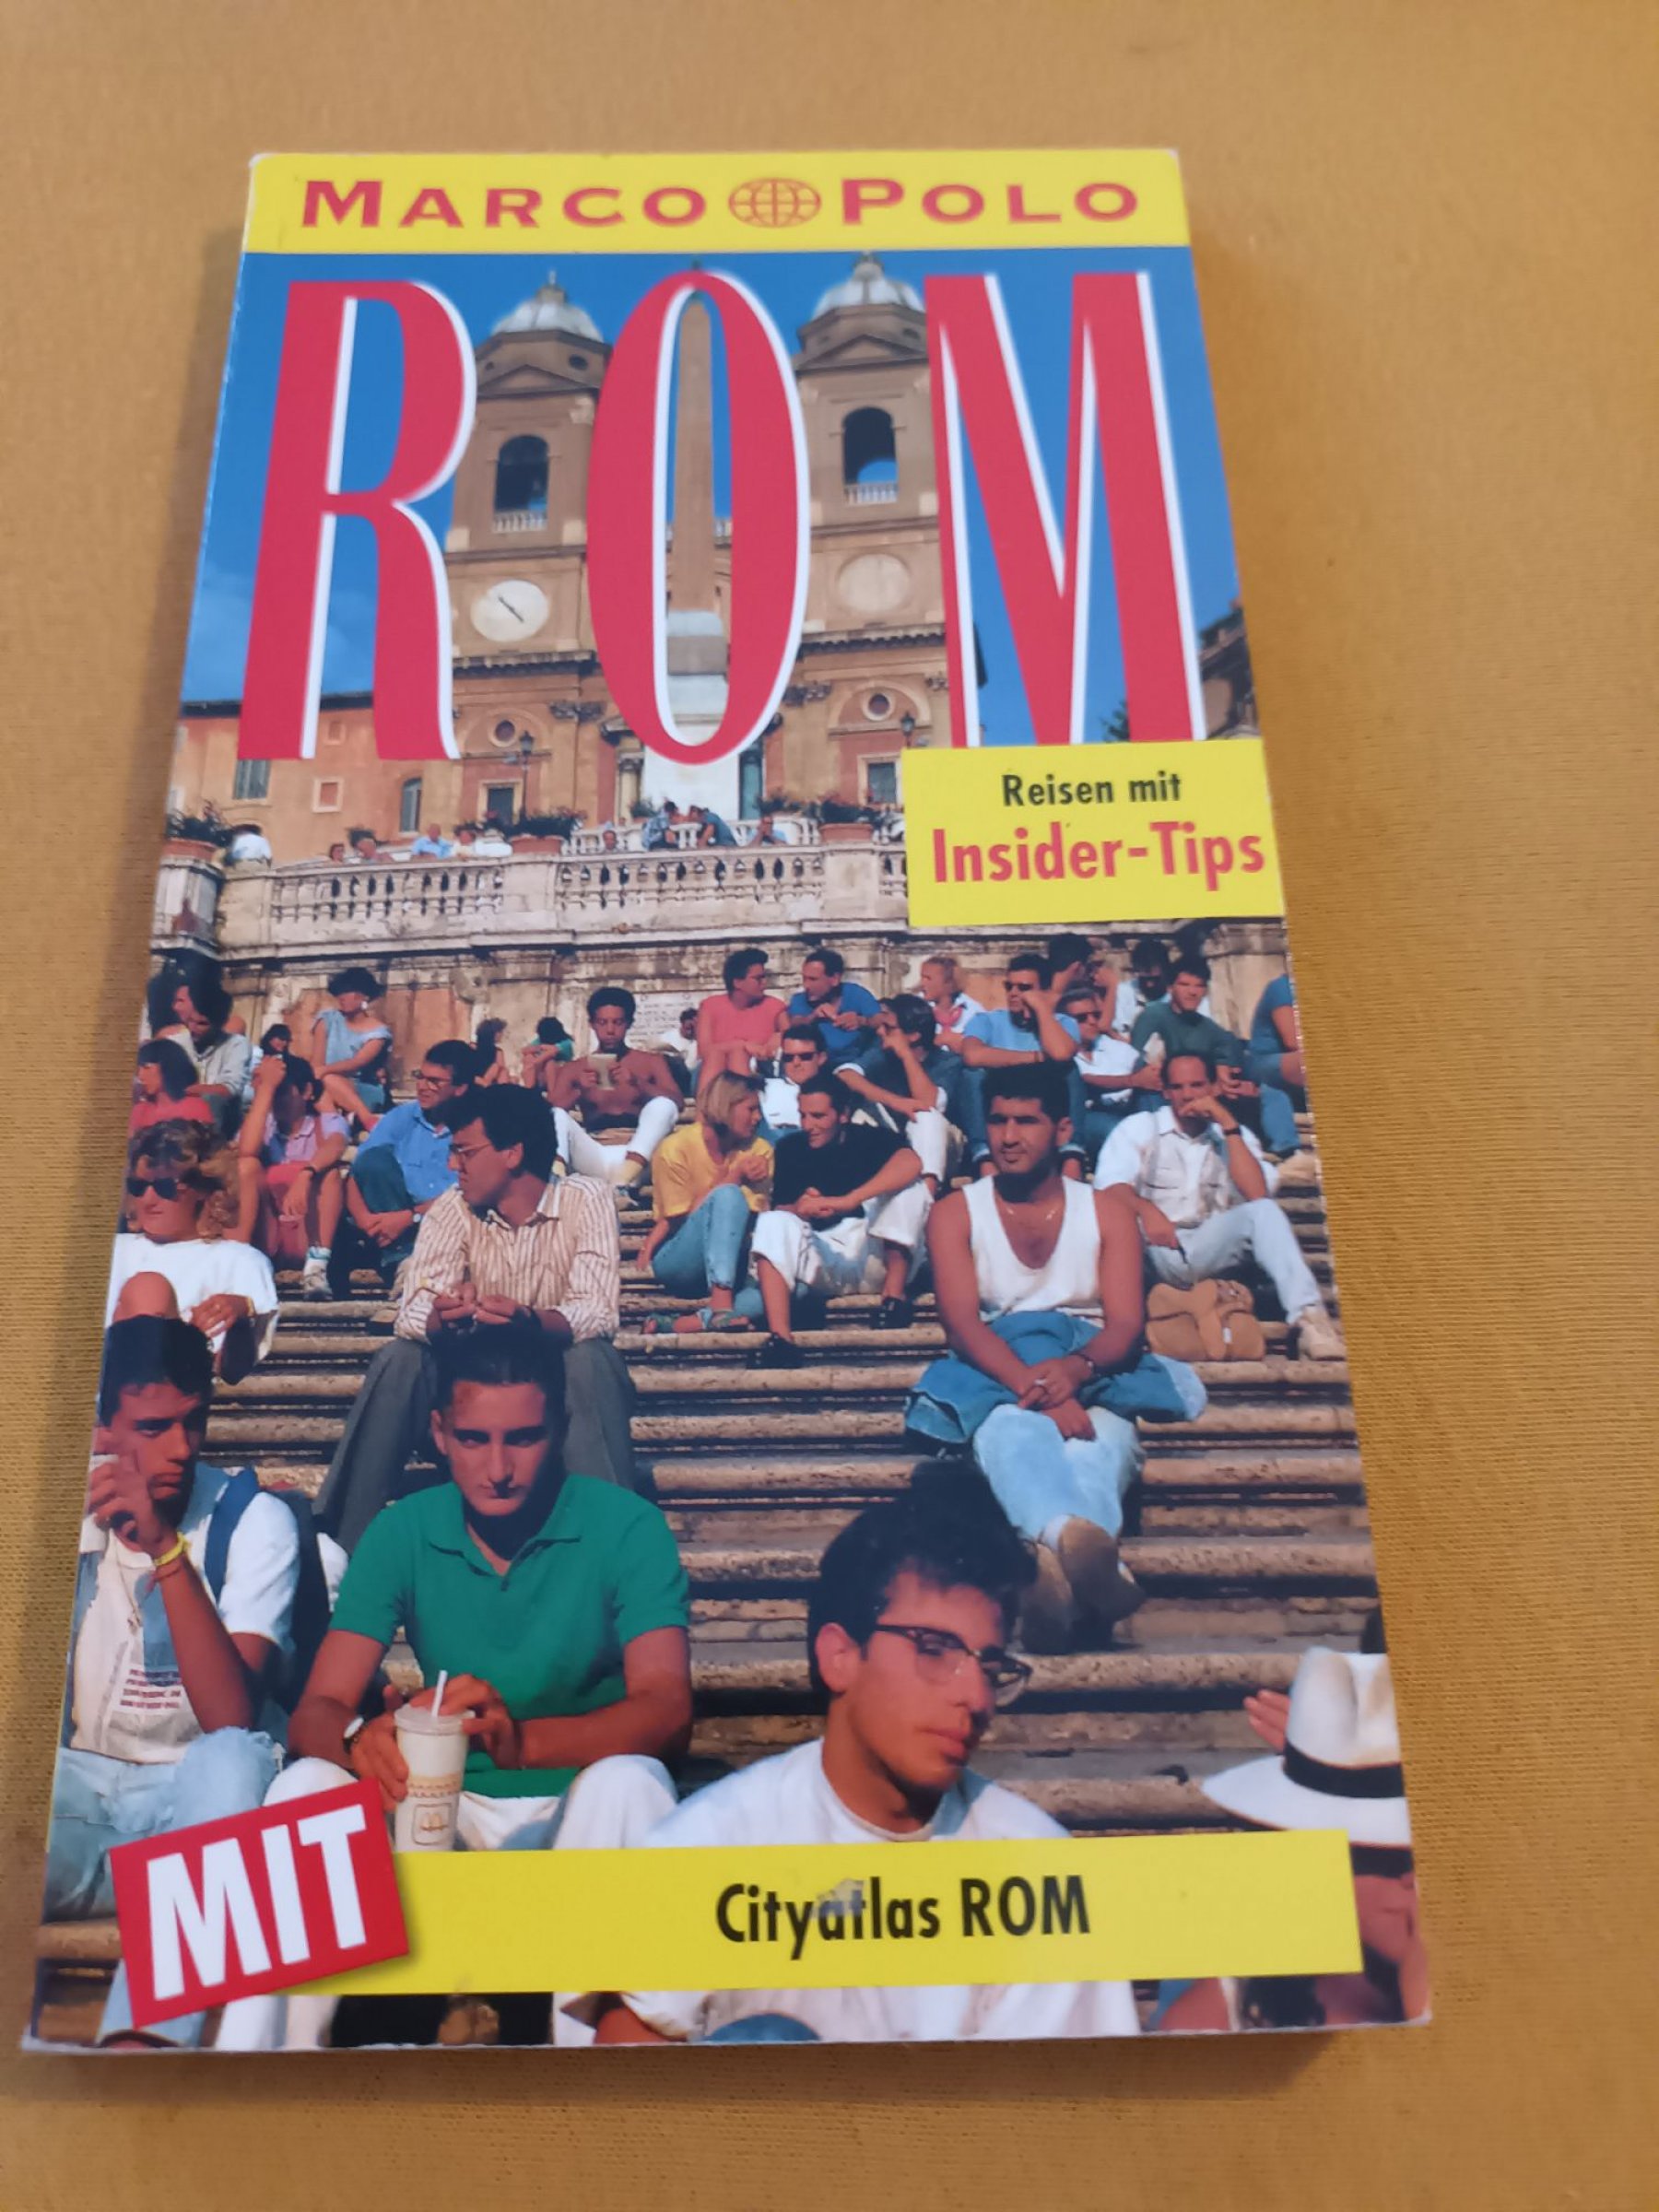 MARCO POLO
ROM
Reisen mit
Insider-Tips
MIT
Cityatlas ROM